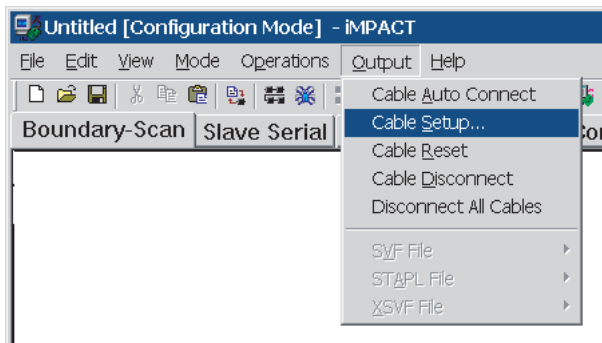 Untitled [Configuration Mode] - iMPACT
File Edit View Mode Operations Output Help
Cable Auto Connect
Boundary-Scan Slave Serial
Cable Setup...
Cable Reset
Cable Disconnect
Disconnect All Cables
SVF File
STAPL File
XSVF File